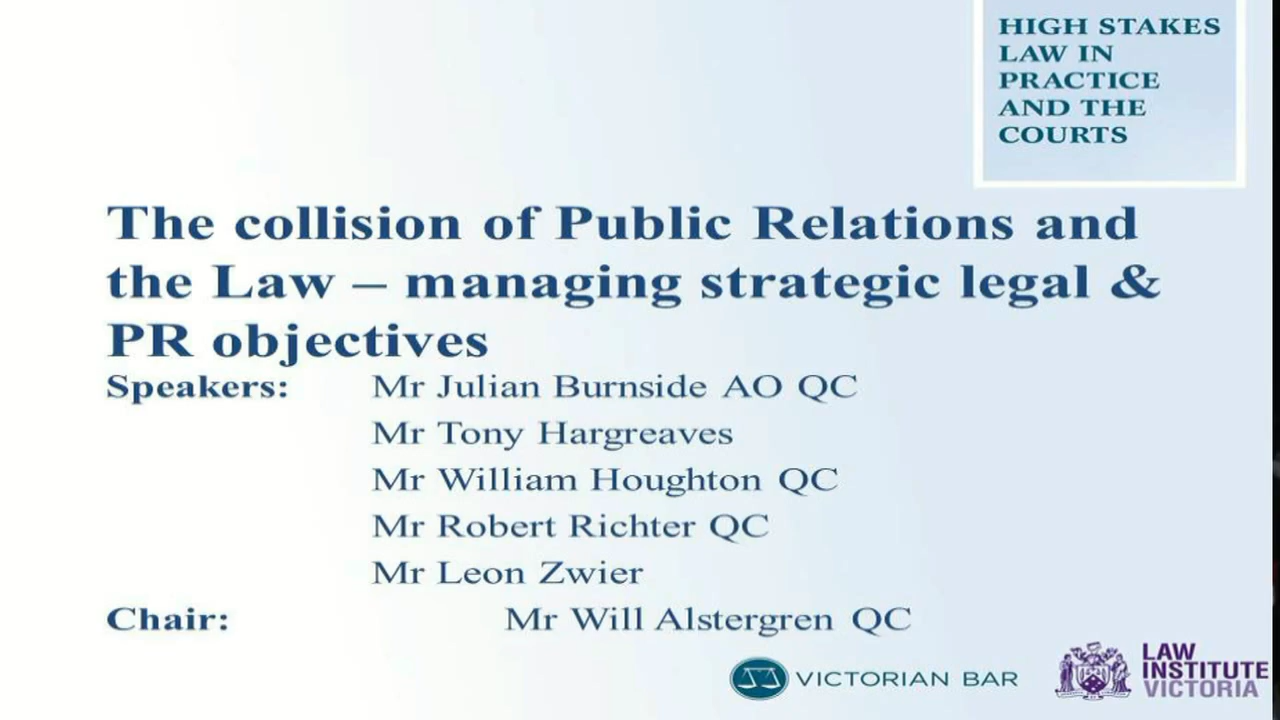 HIGH STAKES
LAW IN
PRACTICE
AND THE
COURTS
The collision of Public Relations and
the Law – managing strategic legal &
PR objectives
Speakers: Mr Julian Burnside AO QC
Mr Tony Hargreaves
Mr William Houghton QC
Mr Robert Richter QC
Mr Leon Zwier
Chair: Mr Will Alstergren QC
VICTORIAN BAR
LAW
INSTITUTE
VICTORIA